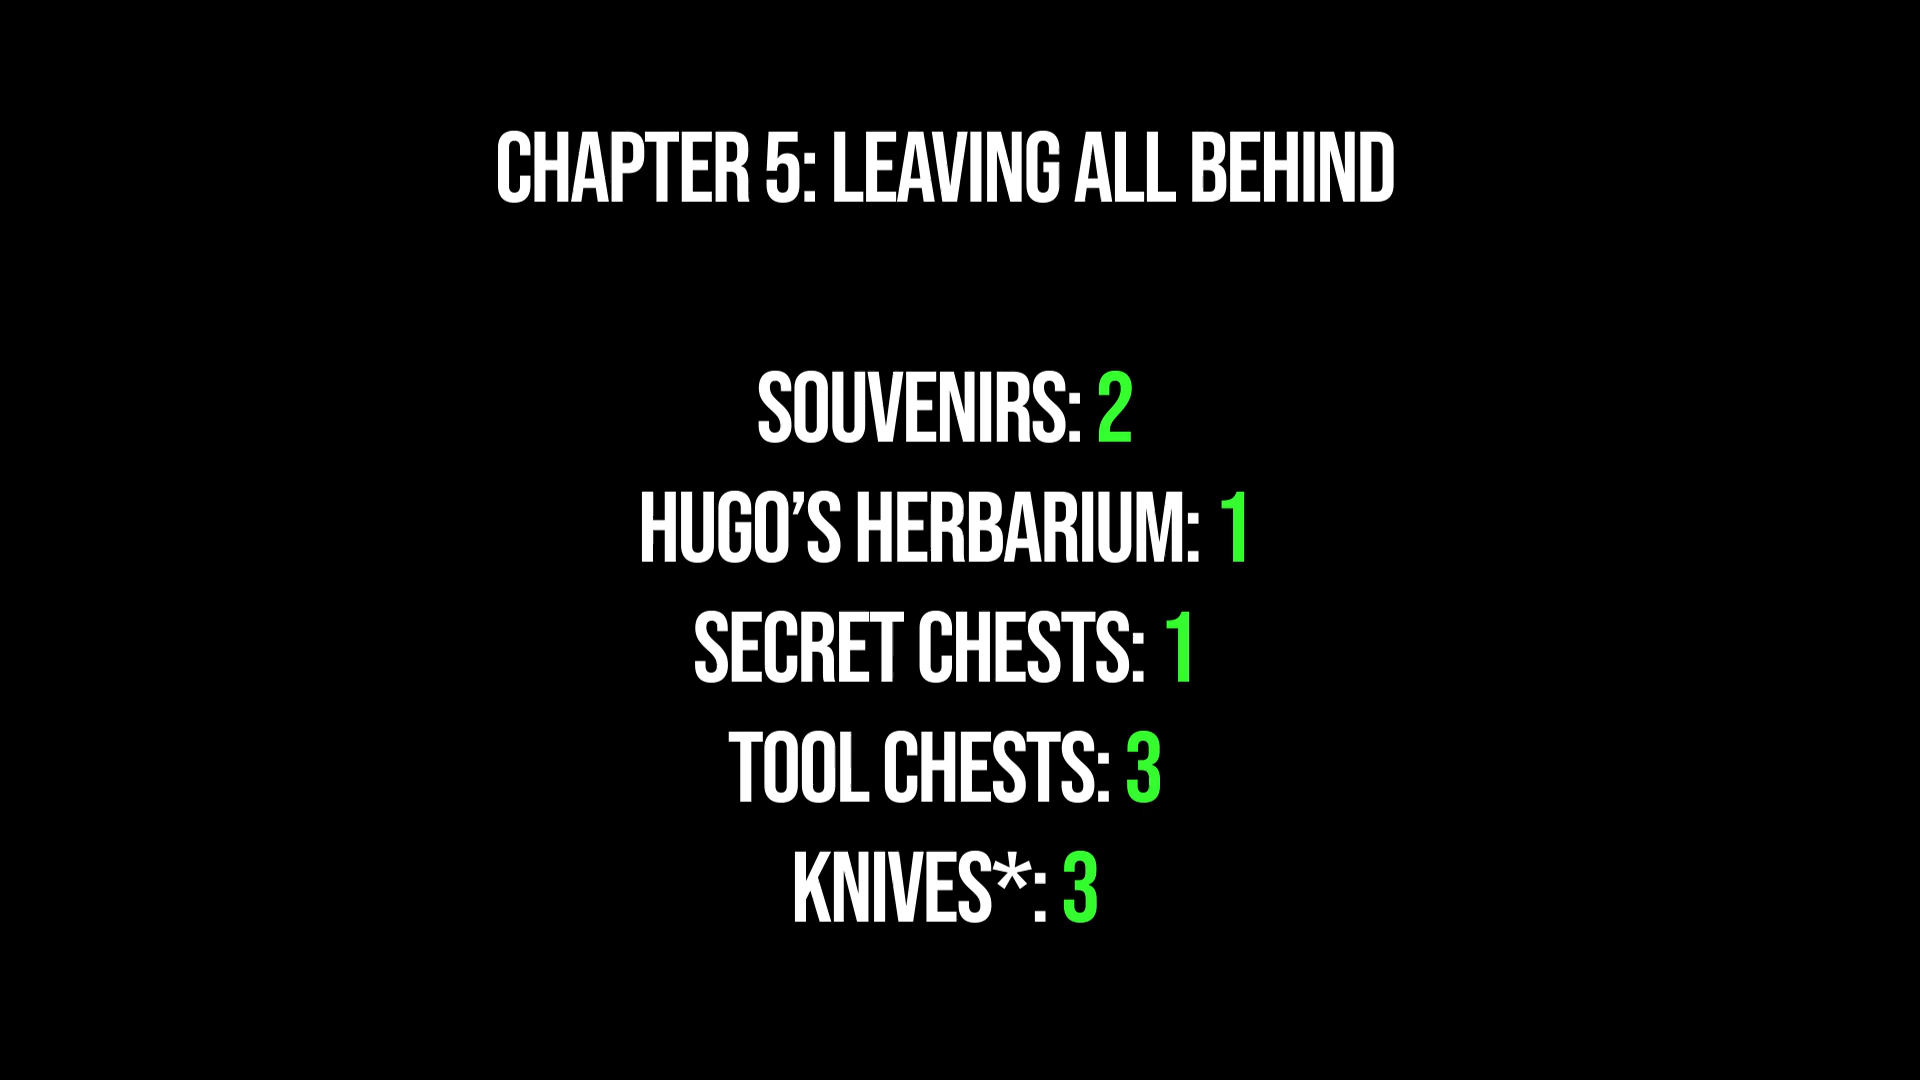 CHAPTER 5: LEAVING ALL BEHIND
SOUVENIRS: 2
HUGO’S HERBARIUM: 1
SECRET CHESTS: 1
TOOL CHESTS: 3
KNIVES*: 3